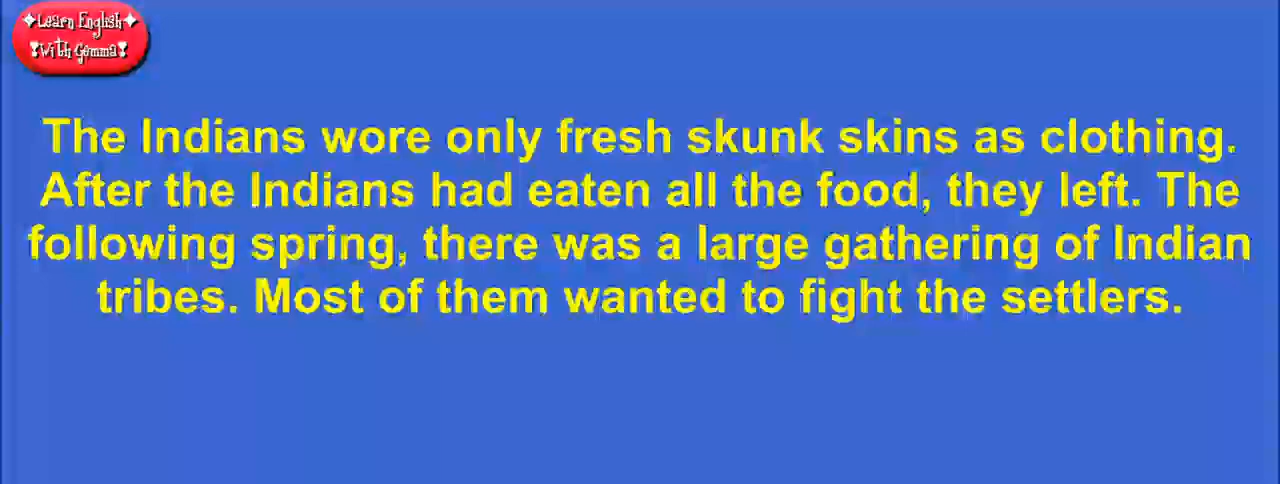 Learn English
With Gemma
The Indians wore only fresh skunk skins as clothing.
After the Indians had eaten all the food, they left. The
following spring, there was a large gathering of Indian
tribes. Most of them wanted to fight the settlers.